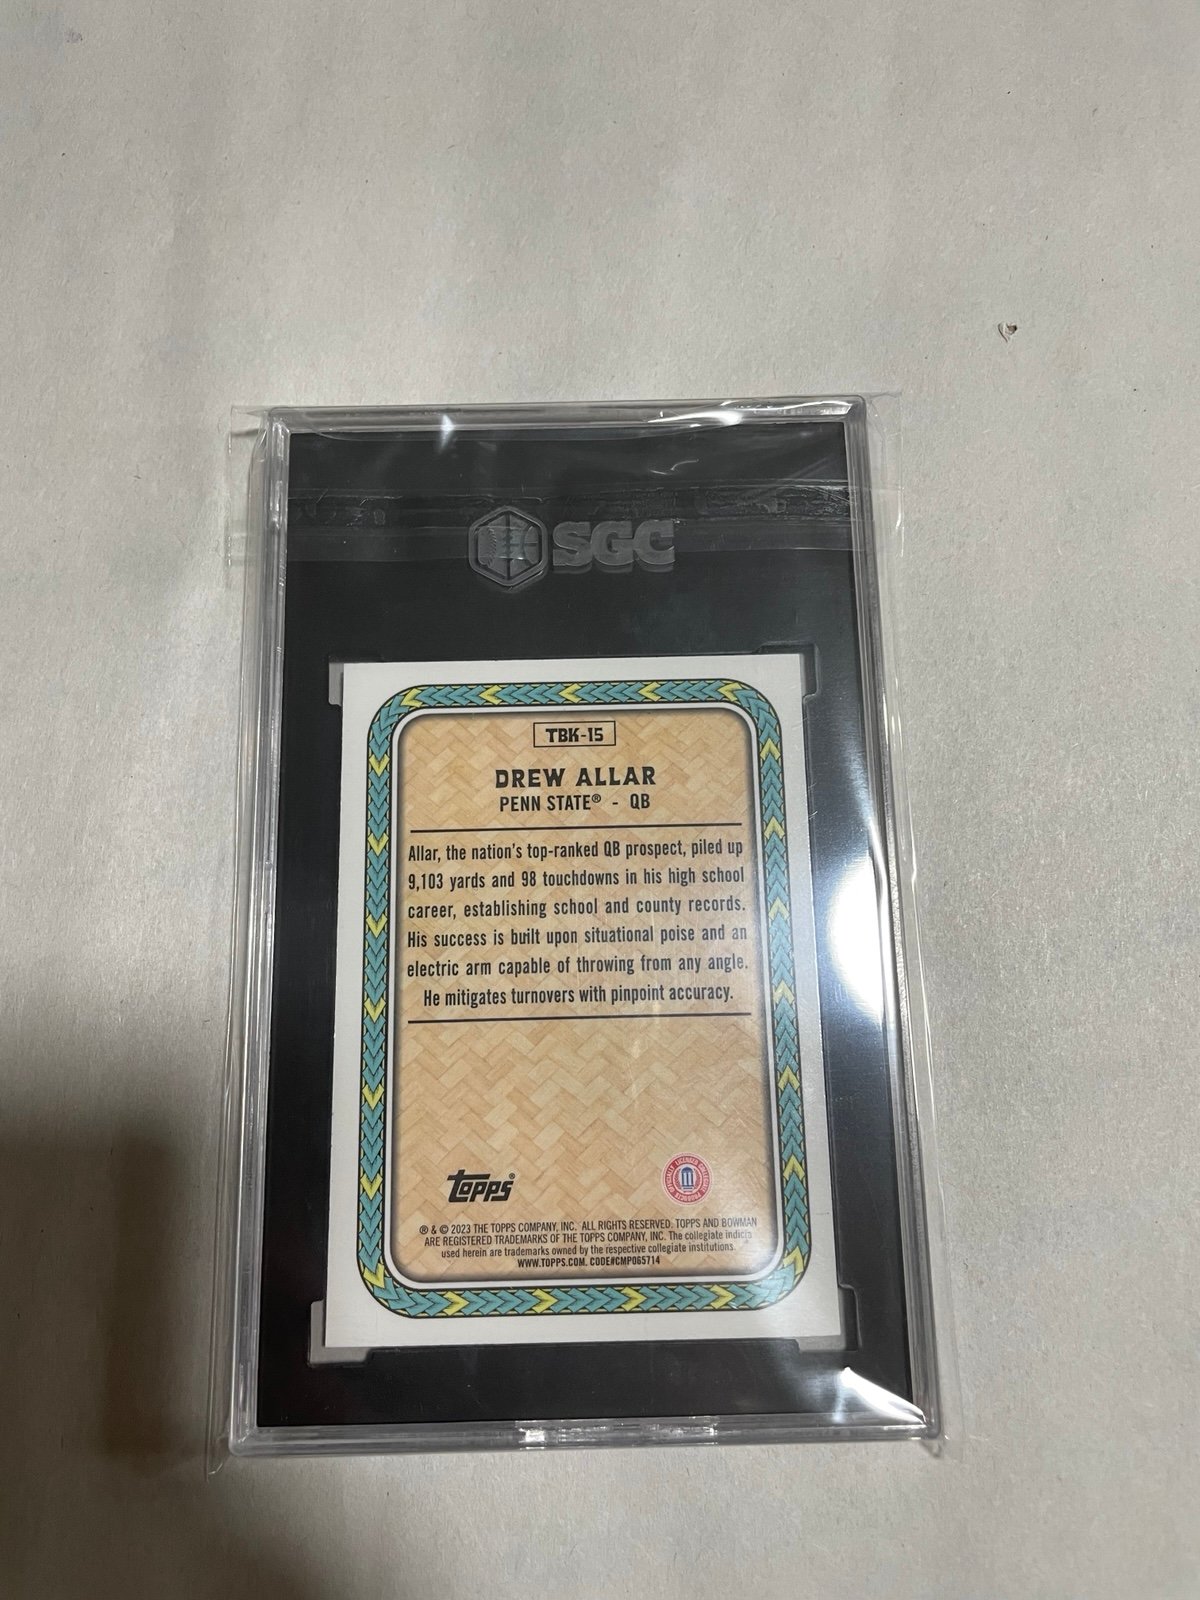 SGC
TBK-15
DREW ALLAR
PENN STATE® - QB
Allar, the nation's top-ranked QB prospect, piled up
9,103 yards and 98 touchdowns in his high school
career, establishing school and county records.
His success is built upon situational poise and an
electric arm capable of throwing from any angle.
He mitigates turnovers with pinpoint accuracy.
Topps®
OFFICIALLY LICENSED COLLEGIATE PRODUCTS
® & © 2023 THE TOPPS COMPANY, INC. ALL RIGHTS RESERVED. TOPPS AND BOWMAN
ARE REGISTERED TRADEMARKS OF THE TOPPS COMPANY, INC. The collegiate indicia
used herein are trademarks owned by the respective collegiate institutions.
WWW.TOPPS.COM. CODE#CMP065714